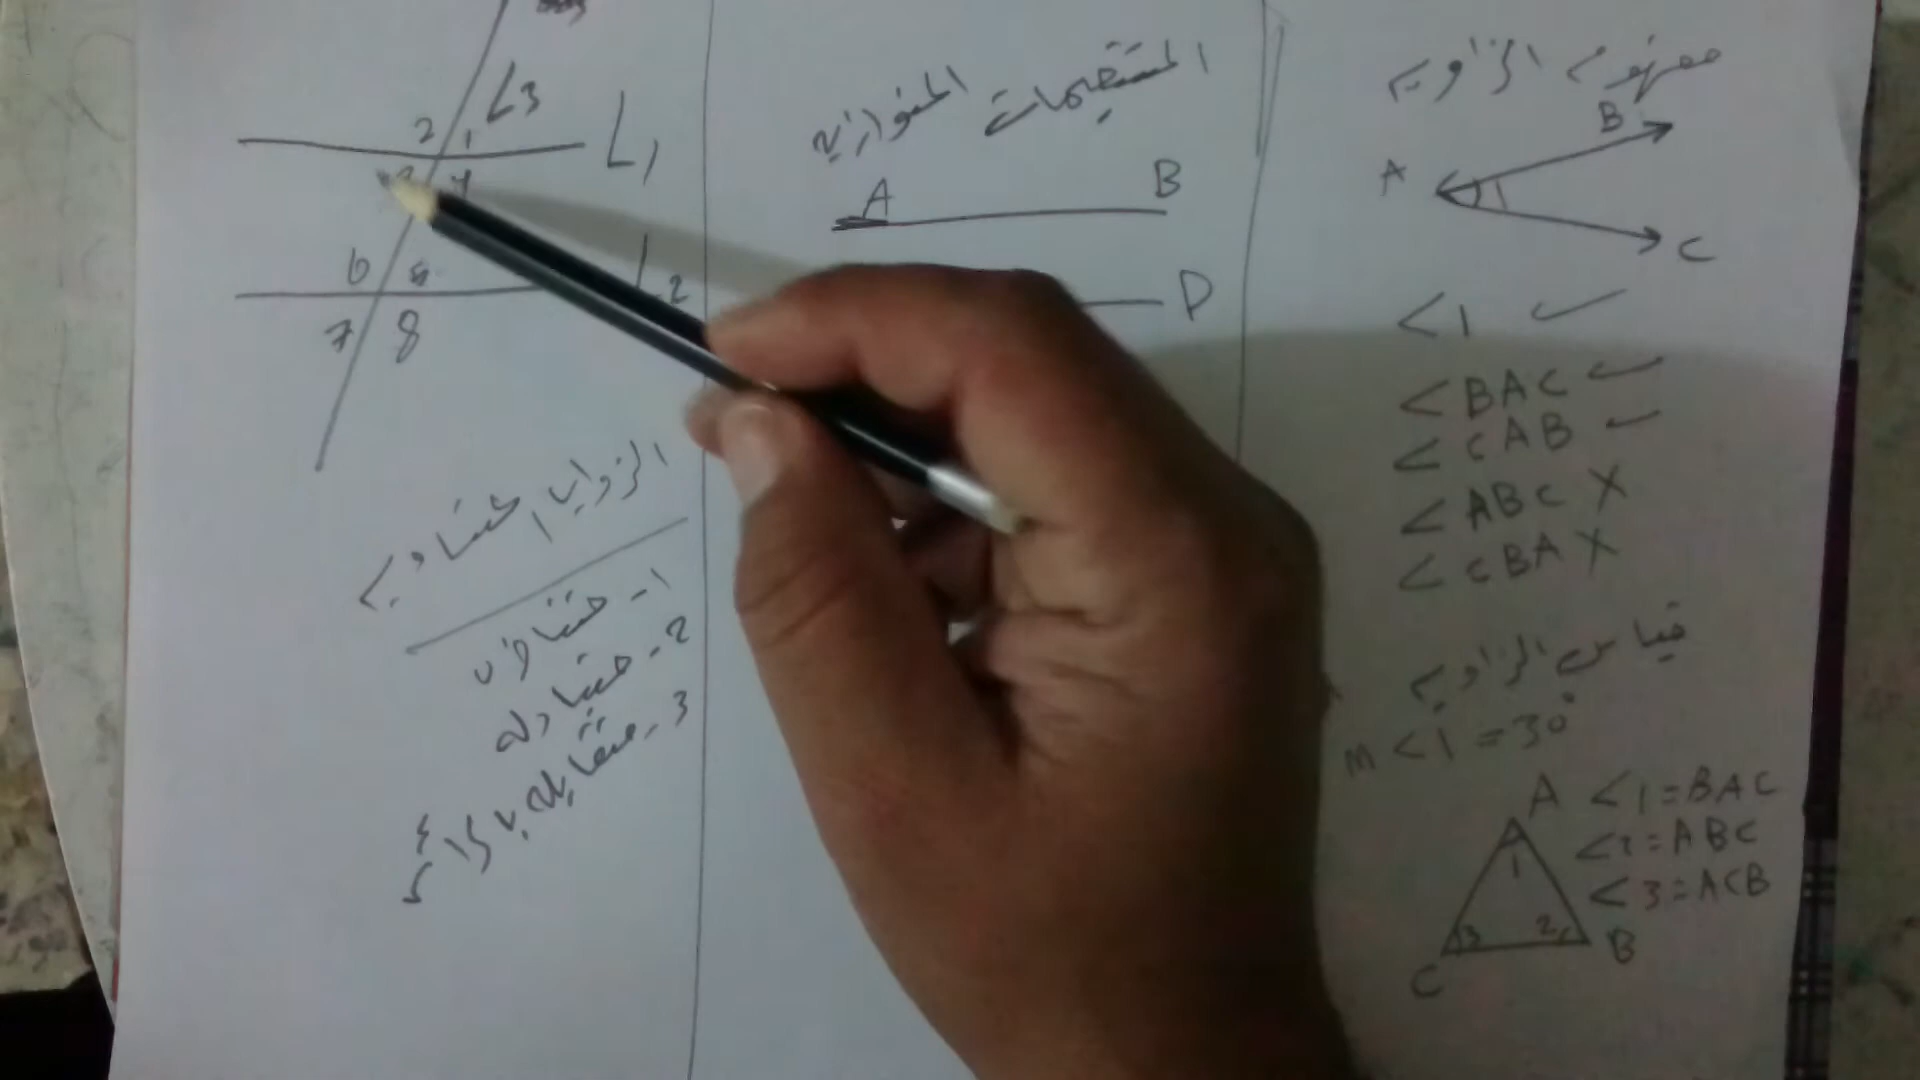 مفهوم الزاوية
B
A
C
<1 ✓
<BAC ✓
<CAB ✓
<ABC X
<CBA X
قياس الزاوية
m<1 = 30°
A
<1 = BAC
<2 = ABC
<3 = ACB
1
3 2
C B
المستقيمات المتوازية
A B
D
L3
2 1 L1
4
6 5 L2
7 8
الزوايا متساوية
1- متناظرة
2- متبادلة
3- متقابلة بالرأس